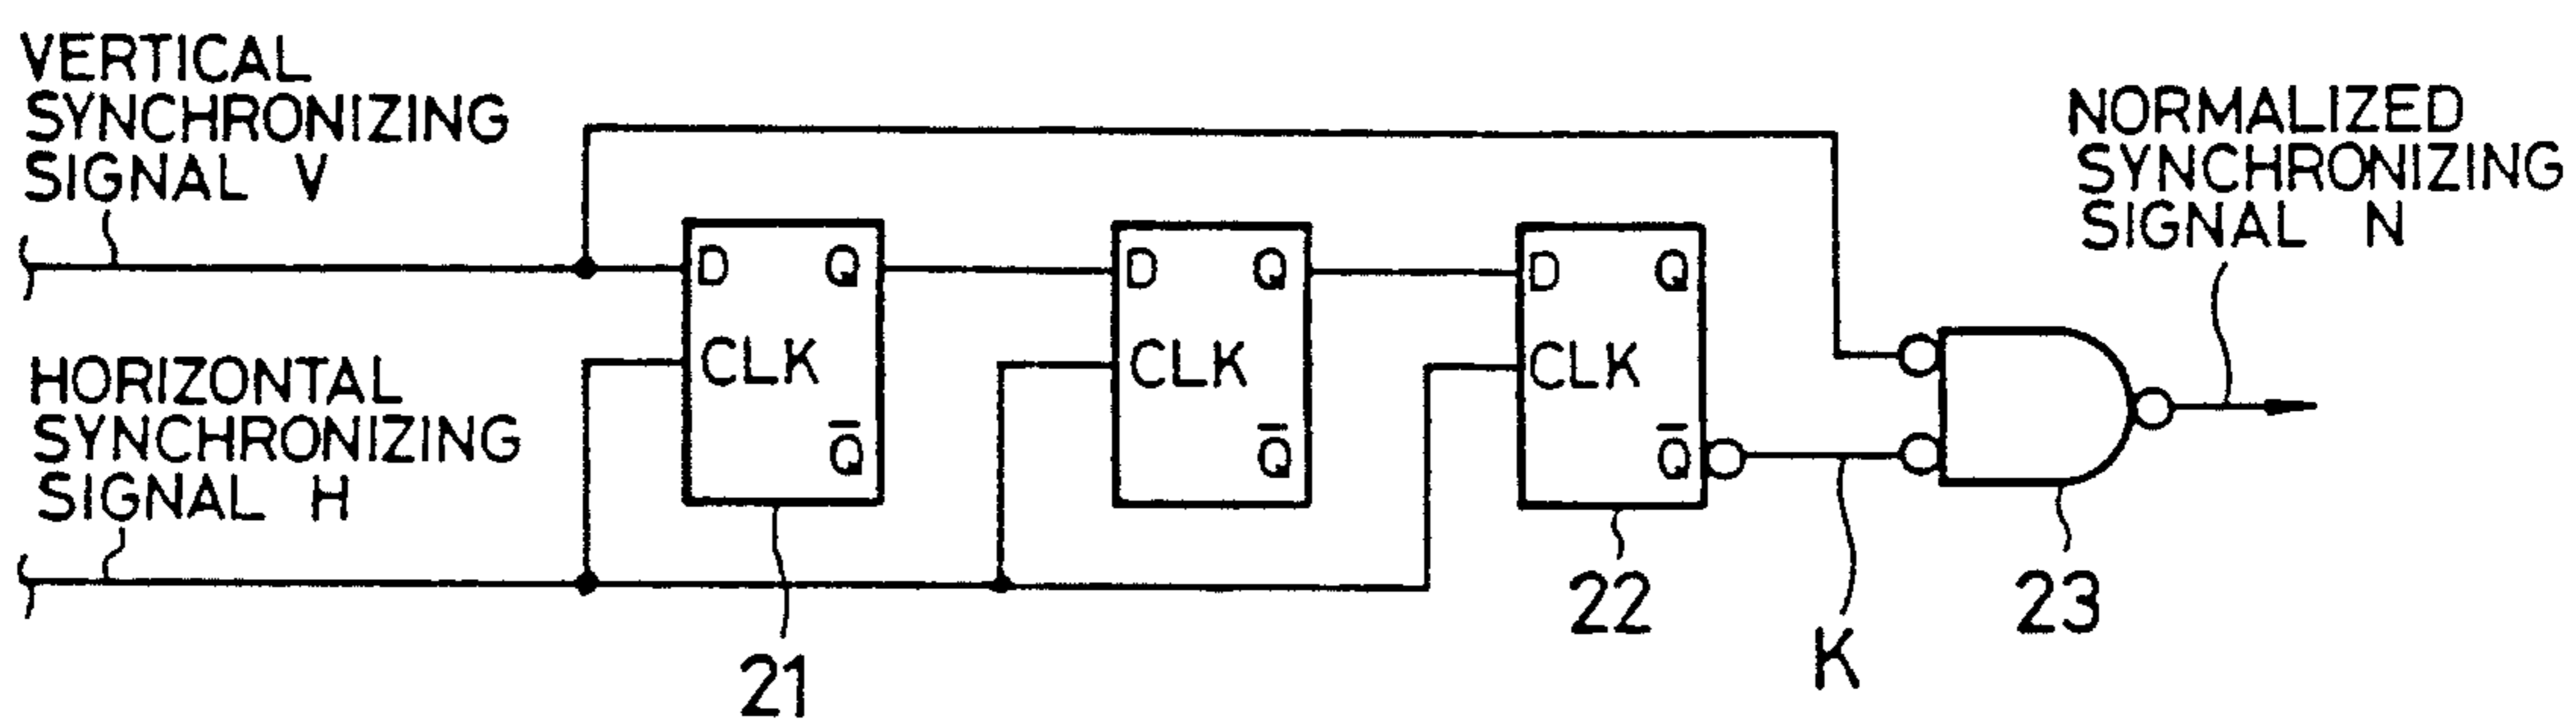 VERTICAL
SYNCHRONIZING
SIGNAL V
NORMALIZED
SYNCHRONIZING
SIGNAL N
D Q
CLK
Q̅
D Q
CLK
Q̅
D Q
CLK
Q̅
HORIZONTAL
SYNCHRONIZING
SIGNAL H
21
22
K
23